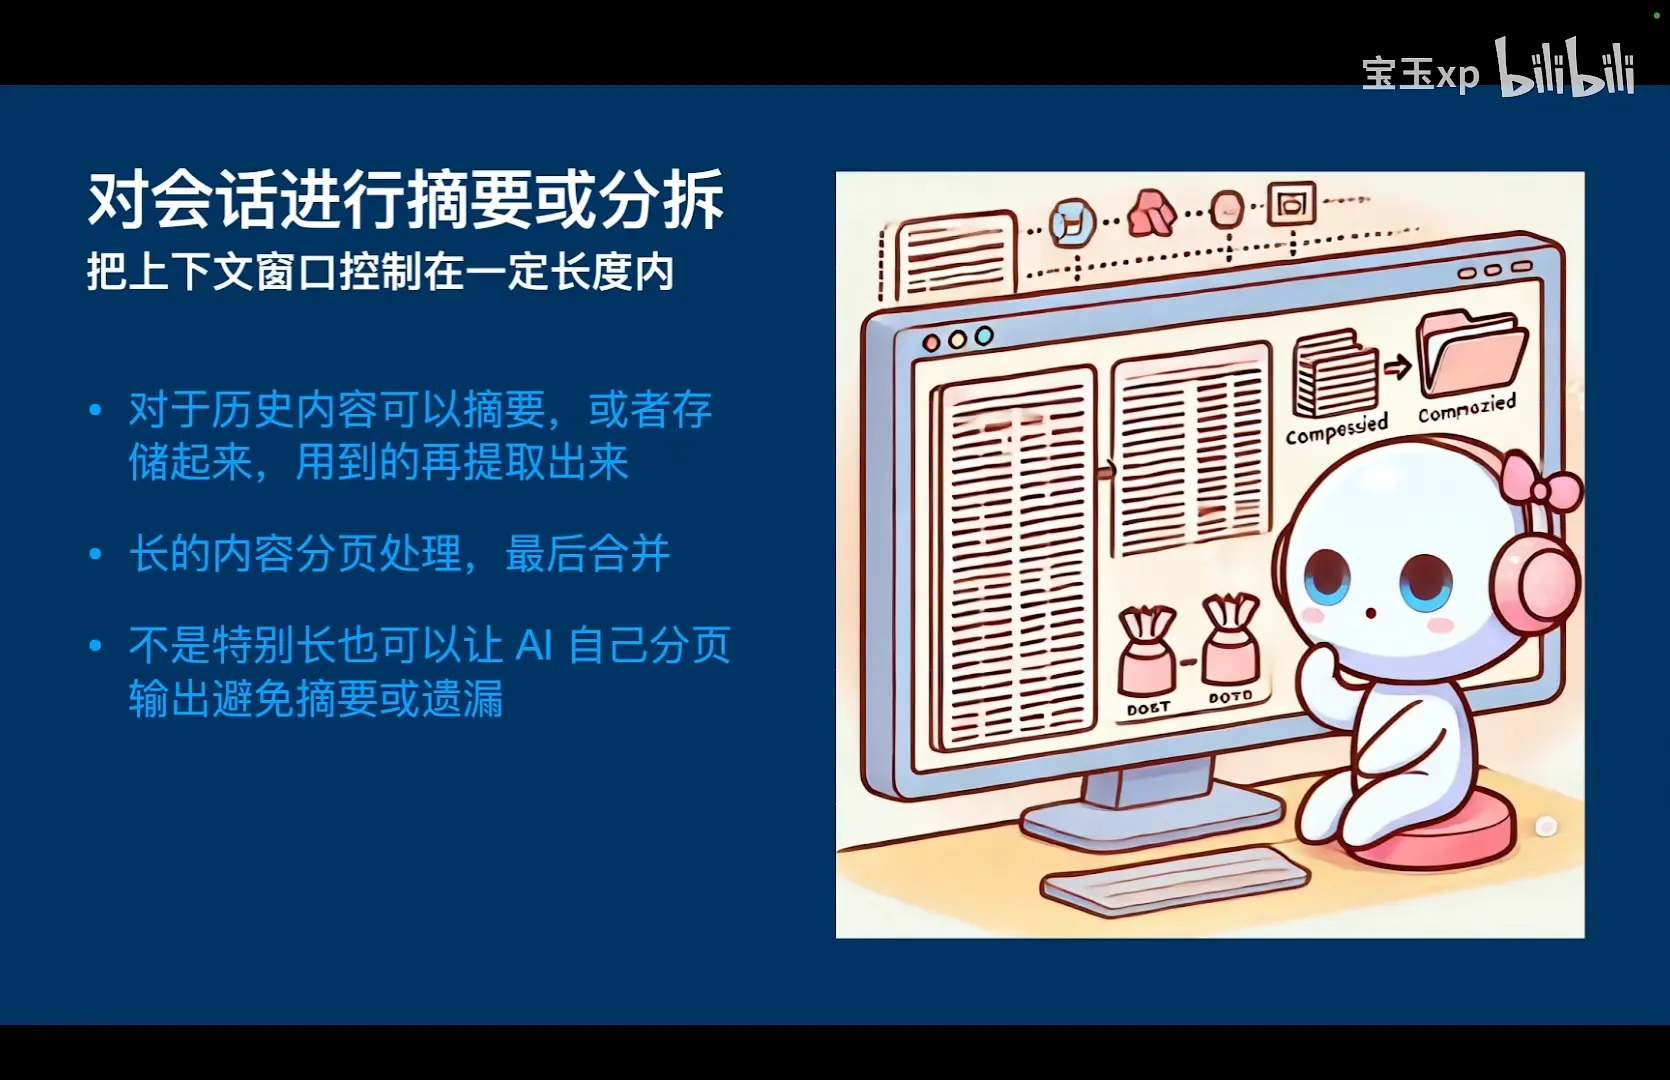 宝玉xp bilibili
对会话进行摘要或分拆
把上下文窗口控制在一定长度内
• 对于历史内容可以摘要，或者存
储起来，用到的再提取出来
• 长的内容分页处理，最后合并
• 不是特别长也可以让 AI 自己分页
输出避免摘要或遗漏
Compessied
Compnozied
DOST
DOTD